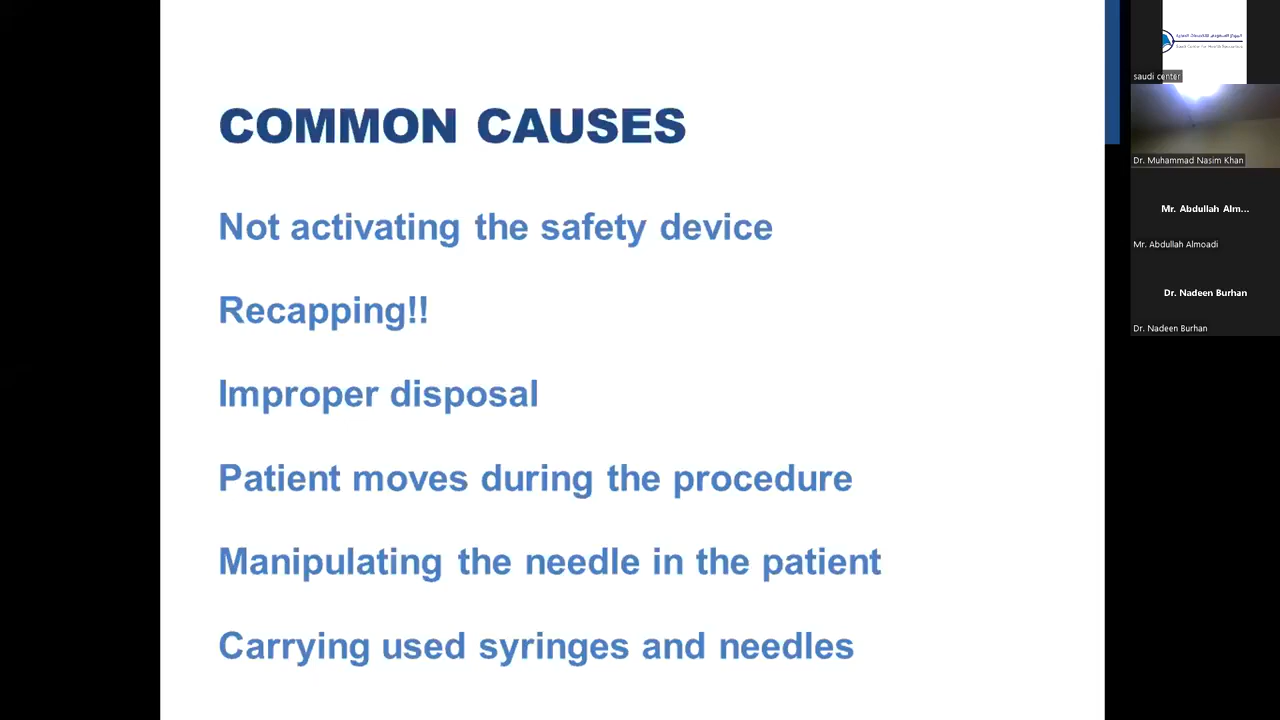 COMMON CAUSES
Not activating the safety device
Recapping!!
Improper disposal
Patient moves during the procedure
Manipulating the needle in the patient
Carrying used syringes and needles
saudi center
Dr. Muhammad Nasim Khan
Mr. Abdullah Alm...
Mr. Abdullah Almoadi
Dr. Nadeen Burhan
Dr. Nadeen Burhan